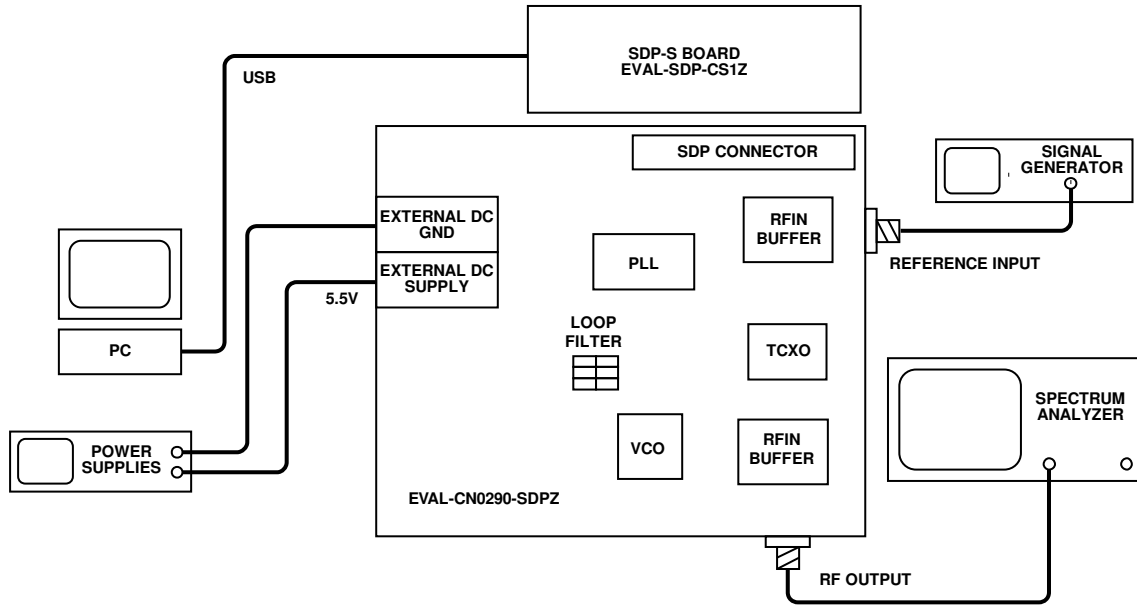 SDP-S BOARD
EVAL-SDP-CS1Z
USB
SDP CONNECTOR
SIGNAL
GENERATOR
EXTERNAL DC
GND
RFIN
BUFFER
PLL
REFERENCE INPUT
EXTERNAL DC
SUPPLY
5.5V
LOOP
FILTER
PC
TCXO
SPECTRUM
ANALYZER
POWER
SUPPLIES
VCO
RFIN
BUFFER
EVAL-CN0290-SDPZ
RF OUTPUT